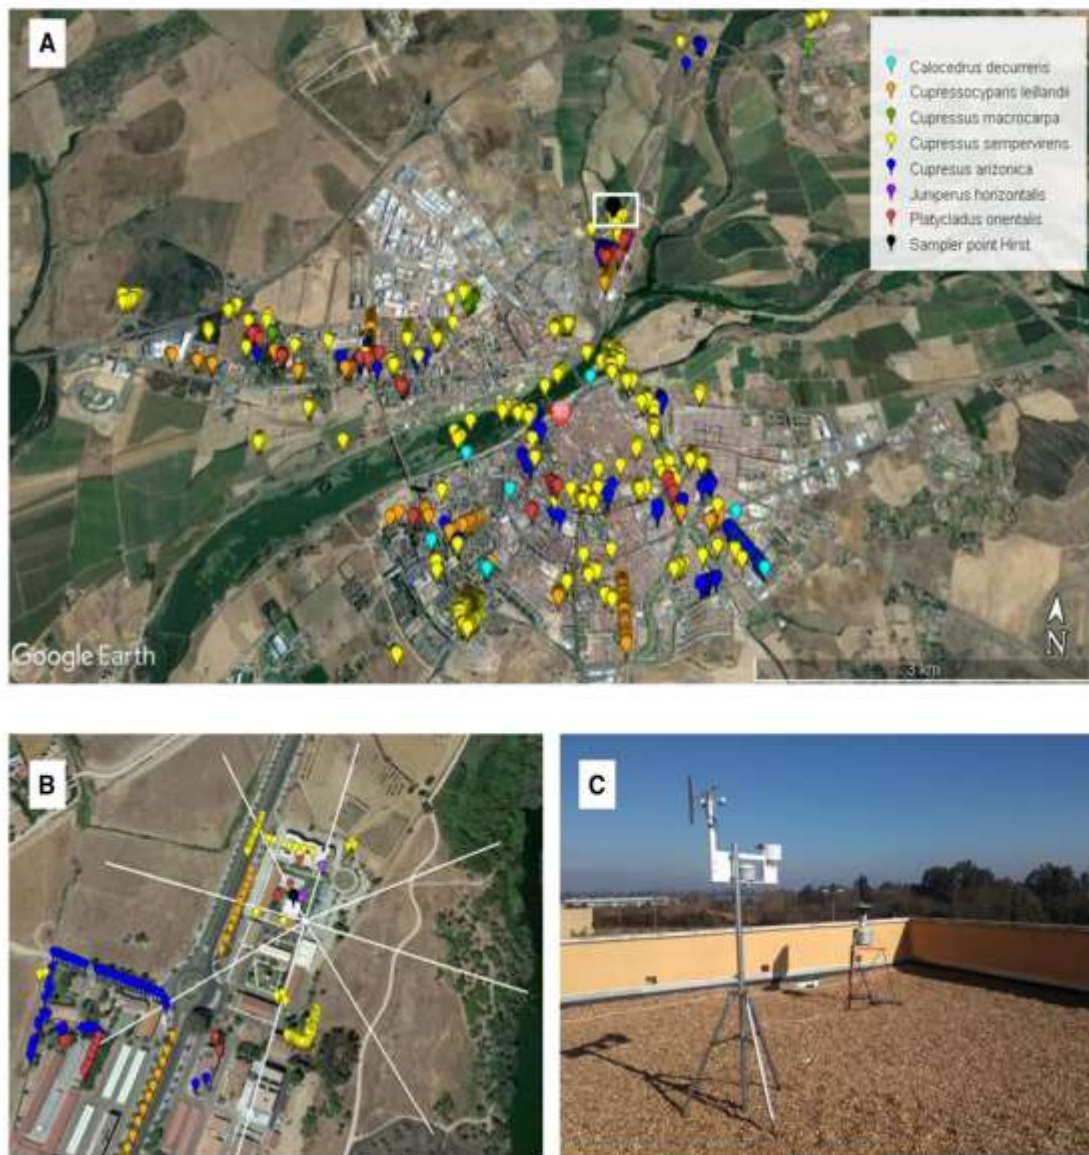 A
Calocedrus decurrens
Cupressocyparis leilandii
Cupressus macrocarpa
Cupressus sempervirens
Cupresus arizonica
Juniperus horizontalis
Platycladus orientalis
Sampler point Hirst
Google Earth
N
3 km
B
C